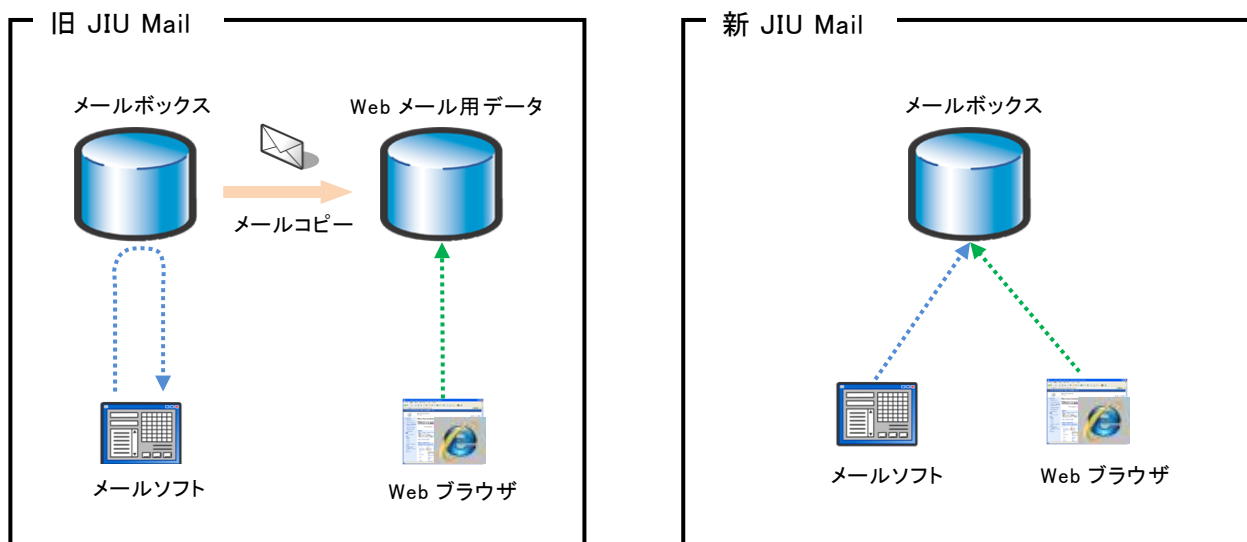 旧 JIU Mail
メールボックス
Web メール用データ
メールコピー
メールソフト
Web ブラウザ
新 JIU Mail
メールボックス
メールソフト
Web ブラウザ